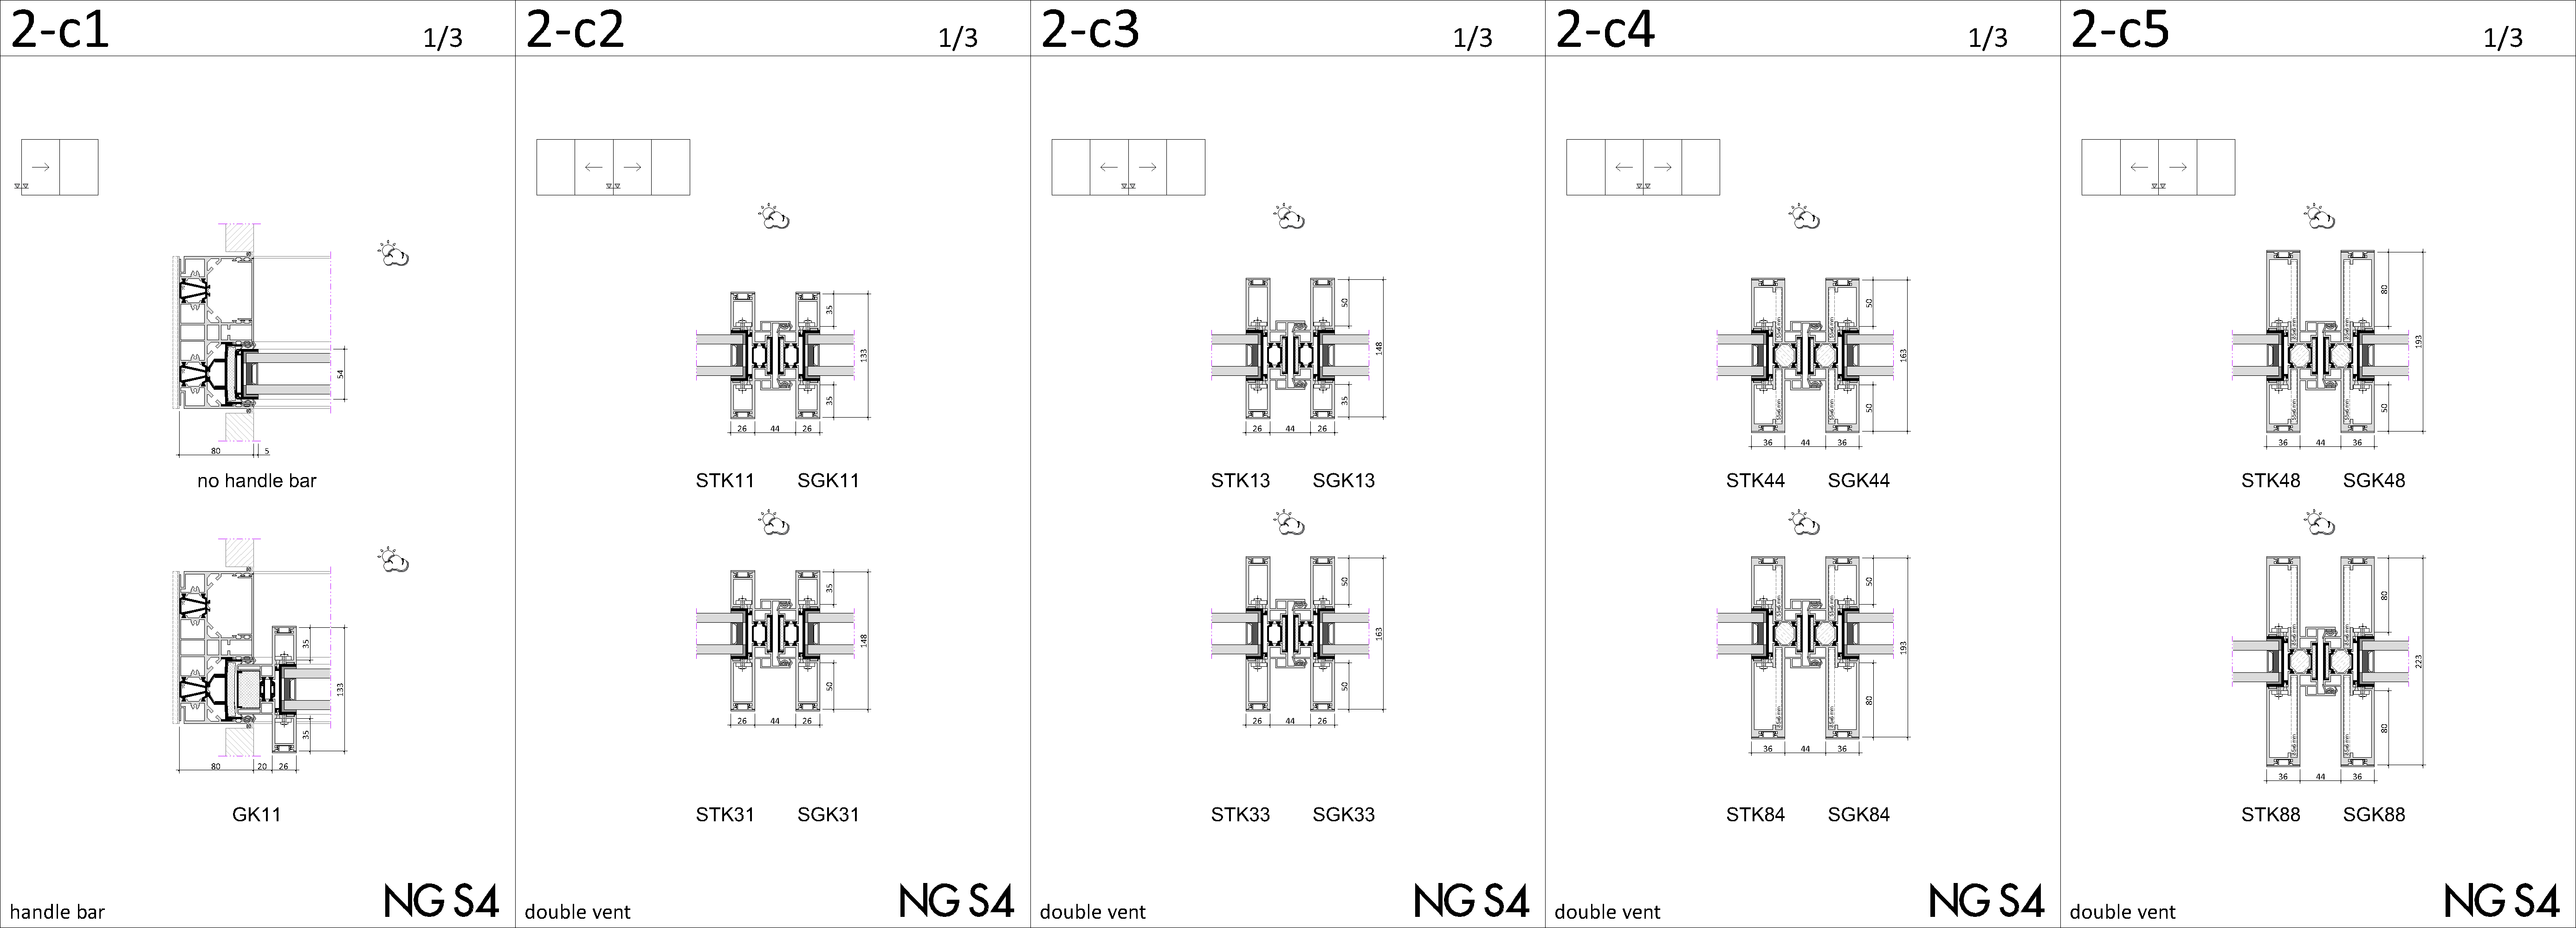 2-c1 1/3
54
80 5
no handle bar
35
133
35
80 20 26
GK11
handle bar NG S4
2-c2 1/3
35
133
35
26 44 26
STK11 SGK11
35
148
50
26 44 26
STK31 SGK31
double vent NG S4
2-c3 1/3
50
148
35
26 44 26
STK13 SGK13
50
163
50
26 44 26
STK33 SGK33
double vent NG S4
2-c4 1/3
50
163
50
36 44 36
STK44 SGK44
50
193
80
36 44 36
STK84 SGK84
double vent NG S4
2-c5 1/3
80
193
50
36 44 36
STK48 SGK48
80
223
80
36 44 36
STK88 SGK88
double vent NG S4